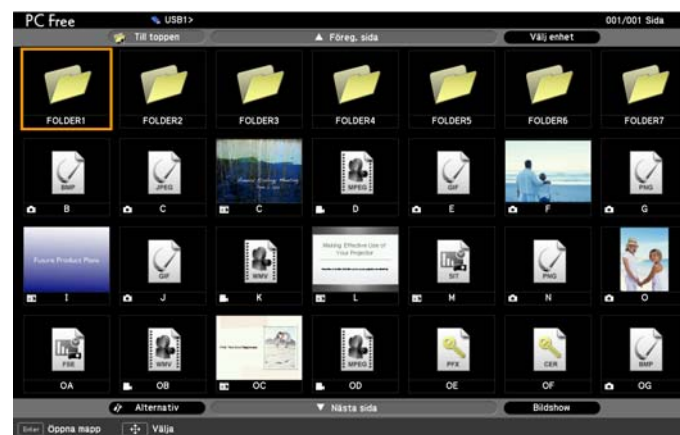 PC Free USB1> 001/001 Sida
Till toppen Föreg. sida Välj enhet
FOLDER1 FOLDER2 FOLDER3 FOLDER4 FOLDER5 FOLDER6 FOLDER7
BMP JPEG MPEG GIF PNG
B C C D E F G
Future Product Plans GIF WMV Making Effective Use of SIT PNG
Your Projector
I J K L M N O
FSE WMV MPEG PFX CER BMP
OA OB OC OD OE OF OG
Alternativ Nästa sida Bildshow
Enter Öppna mapp Välja